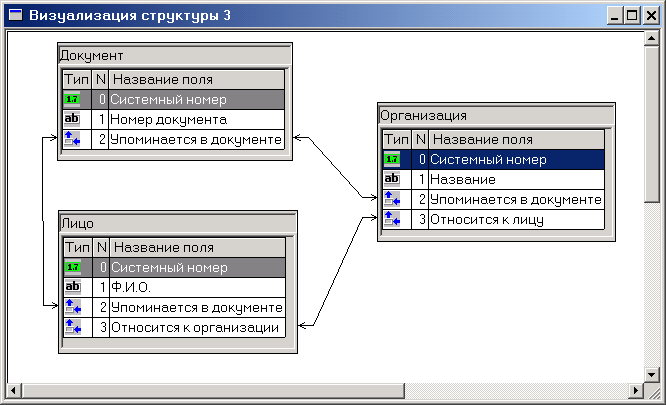 Визуализация структуры 3
Документ
Тип N Название поля
1.7 0 Системный номер
ab 1 Номер документа
2 Упоминается в документе
Организация
Тип N Название поля
1.7 0 Системный номер
ab 1 Название
2 Упоминается в документе
3 Относится к лицу
Лицо
Тип N Название поля
1.7 0 Системный номер
ab 1 Ф.И.О.
2 Упоминается в документе
3 Относится к организации